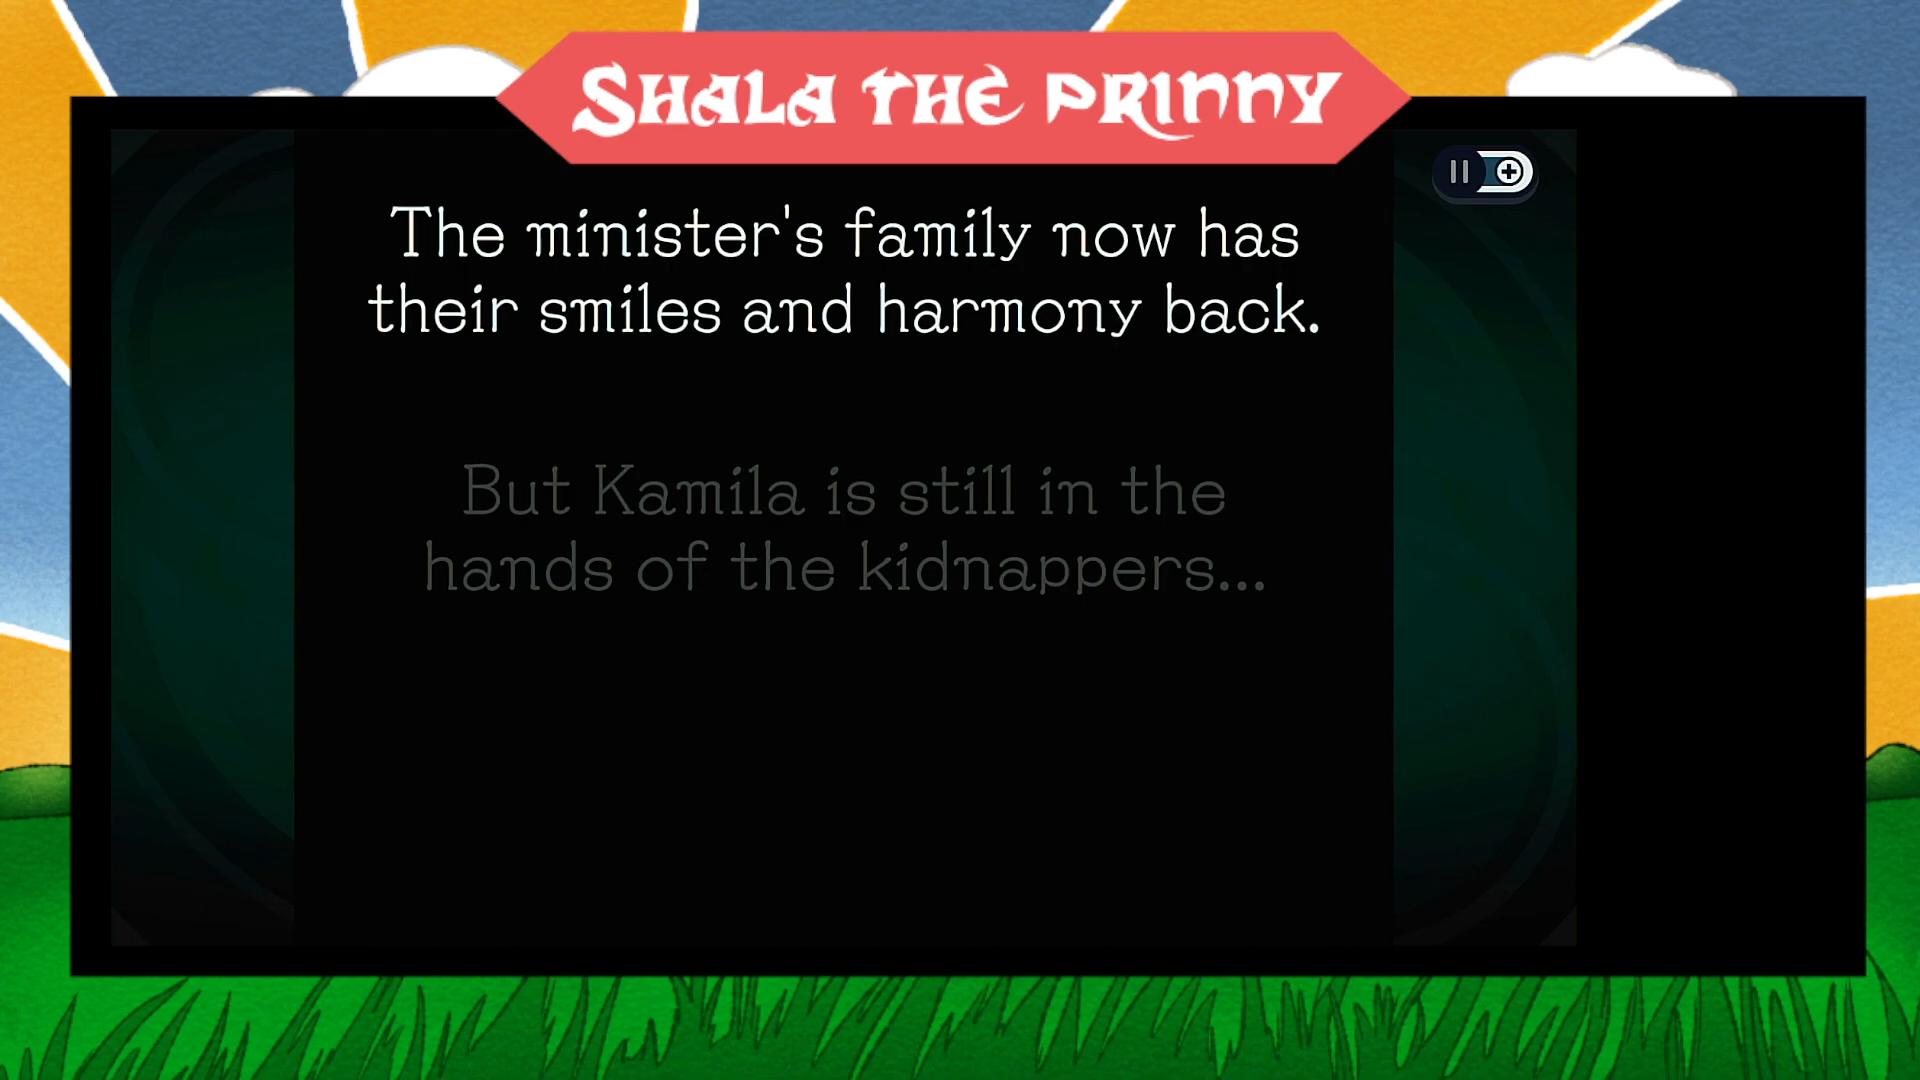 SHALA THE PRINNY
The minister's family now has
their smiles and harmony back.
But Kamila is still in the
hands of the kidnappers...